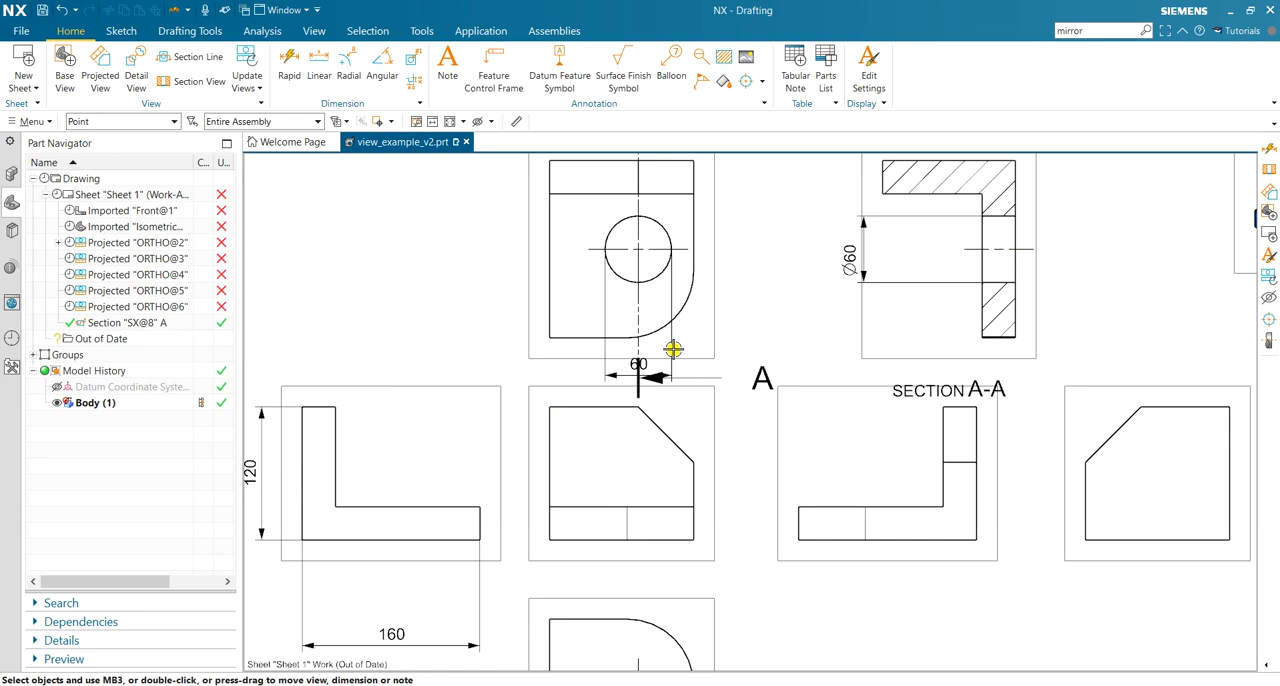 NX
Window
NX - Drafting
SIEMENS
File
Home
Sketch
Drafting Tools
Analysis
View
Selection
Tools
Application
Assemblies
mirror
Tutorials
New
Sheet
Base
View
Projected
View
Detail
View
Section Line
Section View
Update
Views
Rapid
Linear
Radial
Angular
Note
Feature
Control Frame
Datum Feature
Symbol
Surface Finish
Symbol
Balloon
Tabular
Note
Parts
List
Edit
Settings
Sheet
View
Dimension
Annotation
Table
Display
Menu
Point
Entire Assembly
Part Navigator
Welcome Page
view_example_v2.prt
Name
C...
U...
Drawing
Sheet "Sheet 1" (Work-A...
Imported "Front@1"
Imported "Isometric...
Projected "ORTHO@2"
Projected "ORTHO@3"
Projected "ORTHO@4"
Projected "ORTHO@5"
Projected "ORTHO@6"
Section "SX@8" A
Out of Date
Groups
Model History
Datum Coordinate Syste...
Body (1)
Search
Dependencies
Details
Preview
Ø60
60
A
SECTION A-A
120
160
Sheet "Sheet 1" Work (Out of Date)
Select objects and use MB3, or double-click, or press-drag to move view, dimension or note